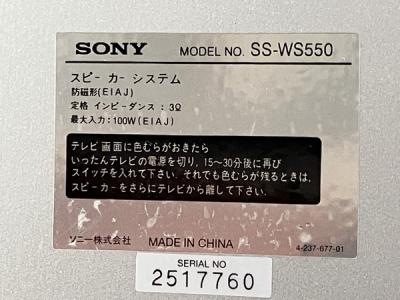 SONY MODEL NO. SS-WS550
スピーカーシステム
防磁形(EIAJ)
定格インピーダンス：3Ω
最大入力：100W(EIAJ)
テレビ画面に色むらがおきたら
いったんテレビの電源を切り，15～30分後に再び
スイッチを入れて下さい。それでも色むらが残るときは，
スピーカーをさらにテレビから離して下さい。
ソニー株式会社 MADE IN CHINA 4-237-677-01
SERIAL NO
2517760